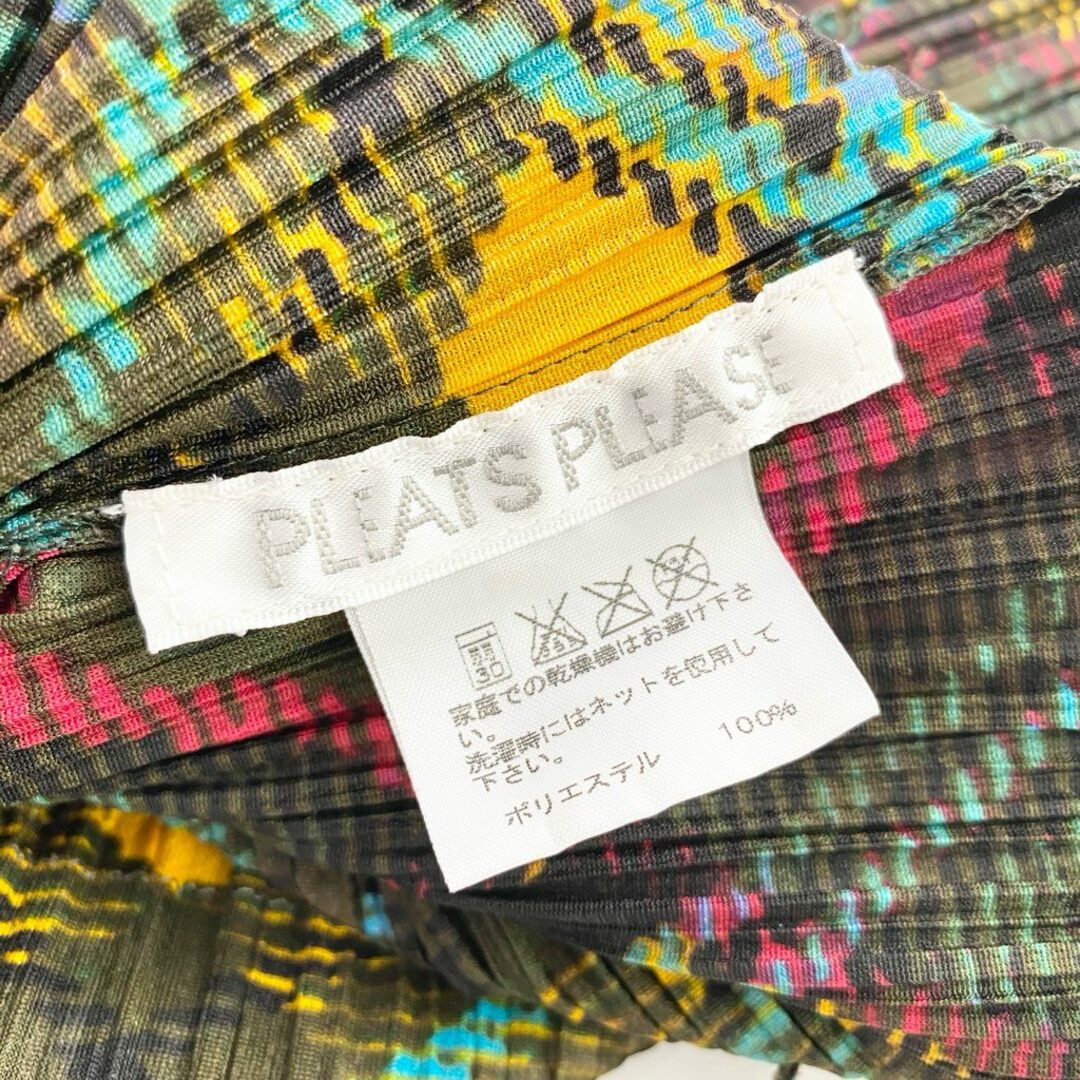 PLEATS PLEASE
30
家庭での乾燥機はお避け下さ
い。
洗濯時にはネットを使用して
下さい。
ポリエステル 100%